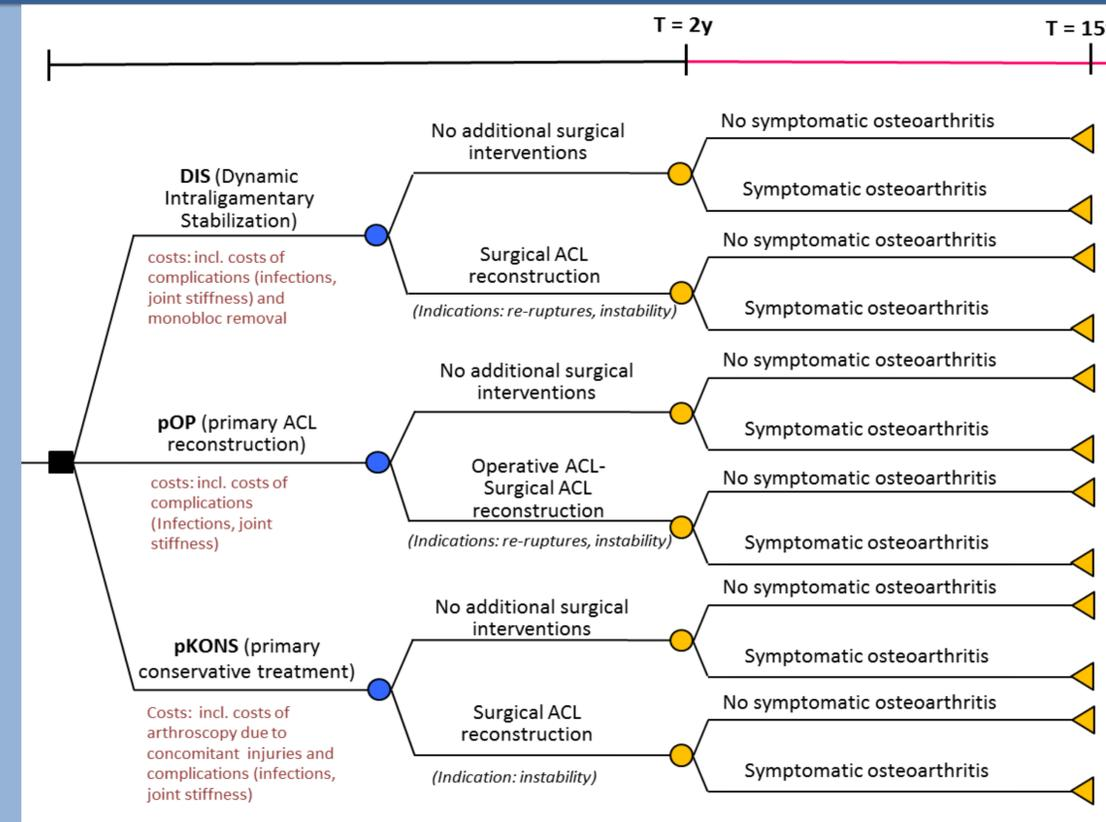 T = 2y
T = 15
No symptomatic osteoarthritis
No additional surgical
interventions
DIS (Dynamic
Intraligamentary
Stabilization)
Symptomatic osteoarthritis
costs: incl. costs of
complications (infections,
joint stiffness) and
monobloc removal
Surgical ACL
reconstruction
(Indications: re-ruptures, instability)
No symptomatic osteoarthritis
Symptomatic osteoarthritis
No additional surgical
interventions
No symptomatic osteoarthritis
Symptomatic osteoarthritis
pOP (primary ACL
reconstruction)
costs: incl. costs of
complications
(Infections, joint
stiffness)
Operative ACL-
Surgical ACL
reconstruction
(Indications: re-ruptures, instability)
No symptomatic osteoarthritis
Symptomatic osteoarthritis
No additional surgical
interventions
No symptomatic osteoarthritis
Symptomatic osteoarthritis
pKONS (primary
conservative treatment)
Costs: incl. costs of
arthroscopy due to
concomitant injuries and
complications (infections,
joint stiffness)
Surgical ACL
reconstruction
(Indication: instability)
No symptomatic osteoarthritis
Symptomatic osteoarthritis